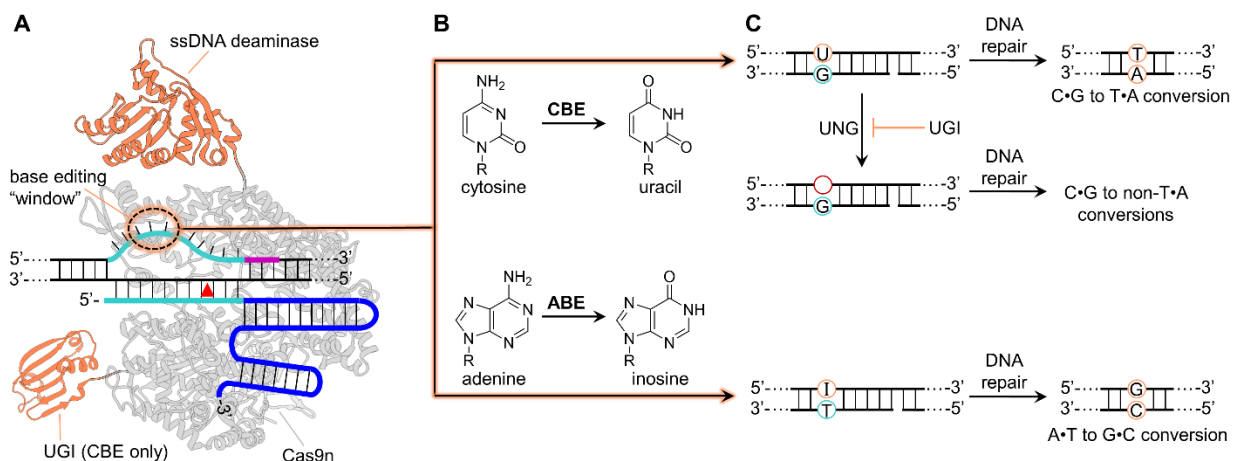 A
ssDNA deaminase
base editing
“window”
5’-
-3’
3’-
-5’
5’-
-3’
UGI (CBE only)
Cas9n
B
NH2
N
N
O
R
cytosine
CBE
O
NH
N
O
R
uracil
NH2
N
N
N
N
R
adenine
ABE
O
N
NH
N
N
R
inosine
C
5’-
U
-3’
3’-
G
-5’
DNA
repair
5’-
T
-3’
3’-
A
-5’
C•G to T•A conversion
UNG
UGI
5’-
-3’
3’-
G
-5’
DNA
repair
C•G to non-T•A
conversions
5’-
I
-3’
3’-
T
-5’
DNA
repair
5’-
G
-3’
3’-
C
-5’
A•T to G•C conversion